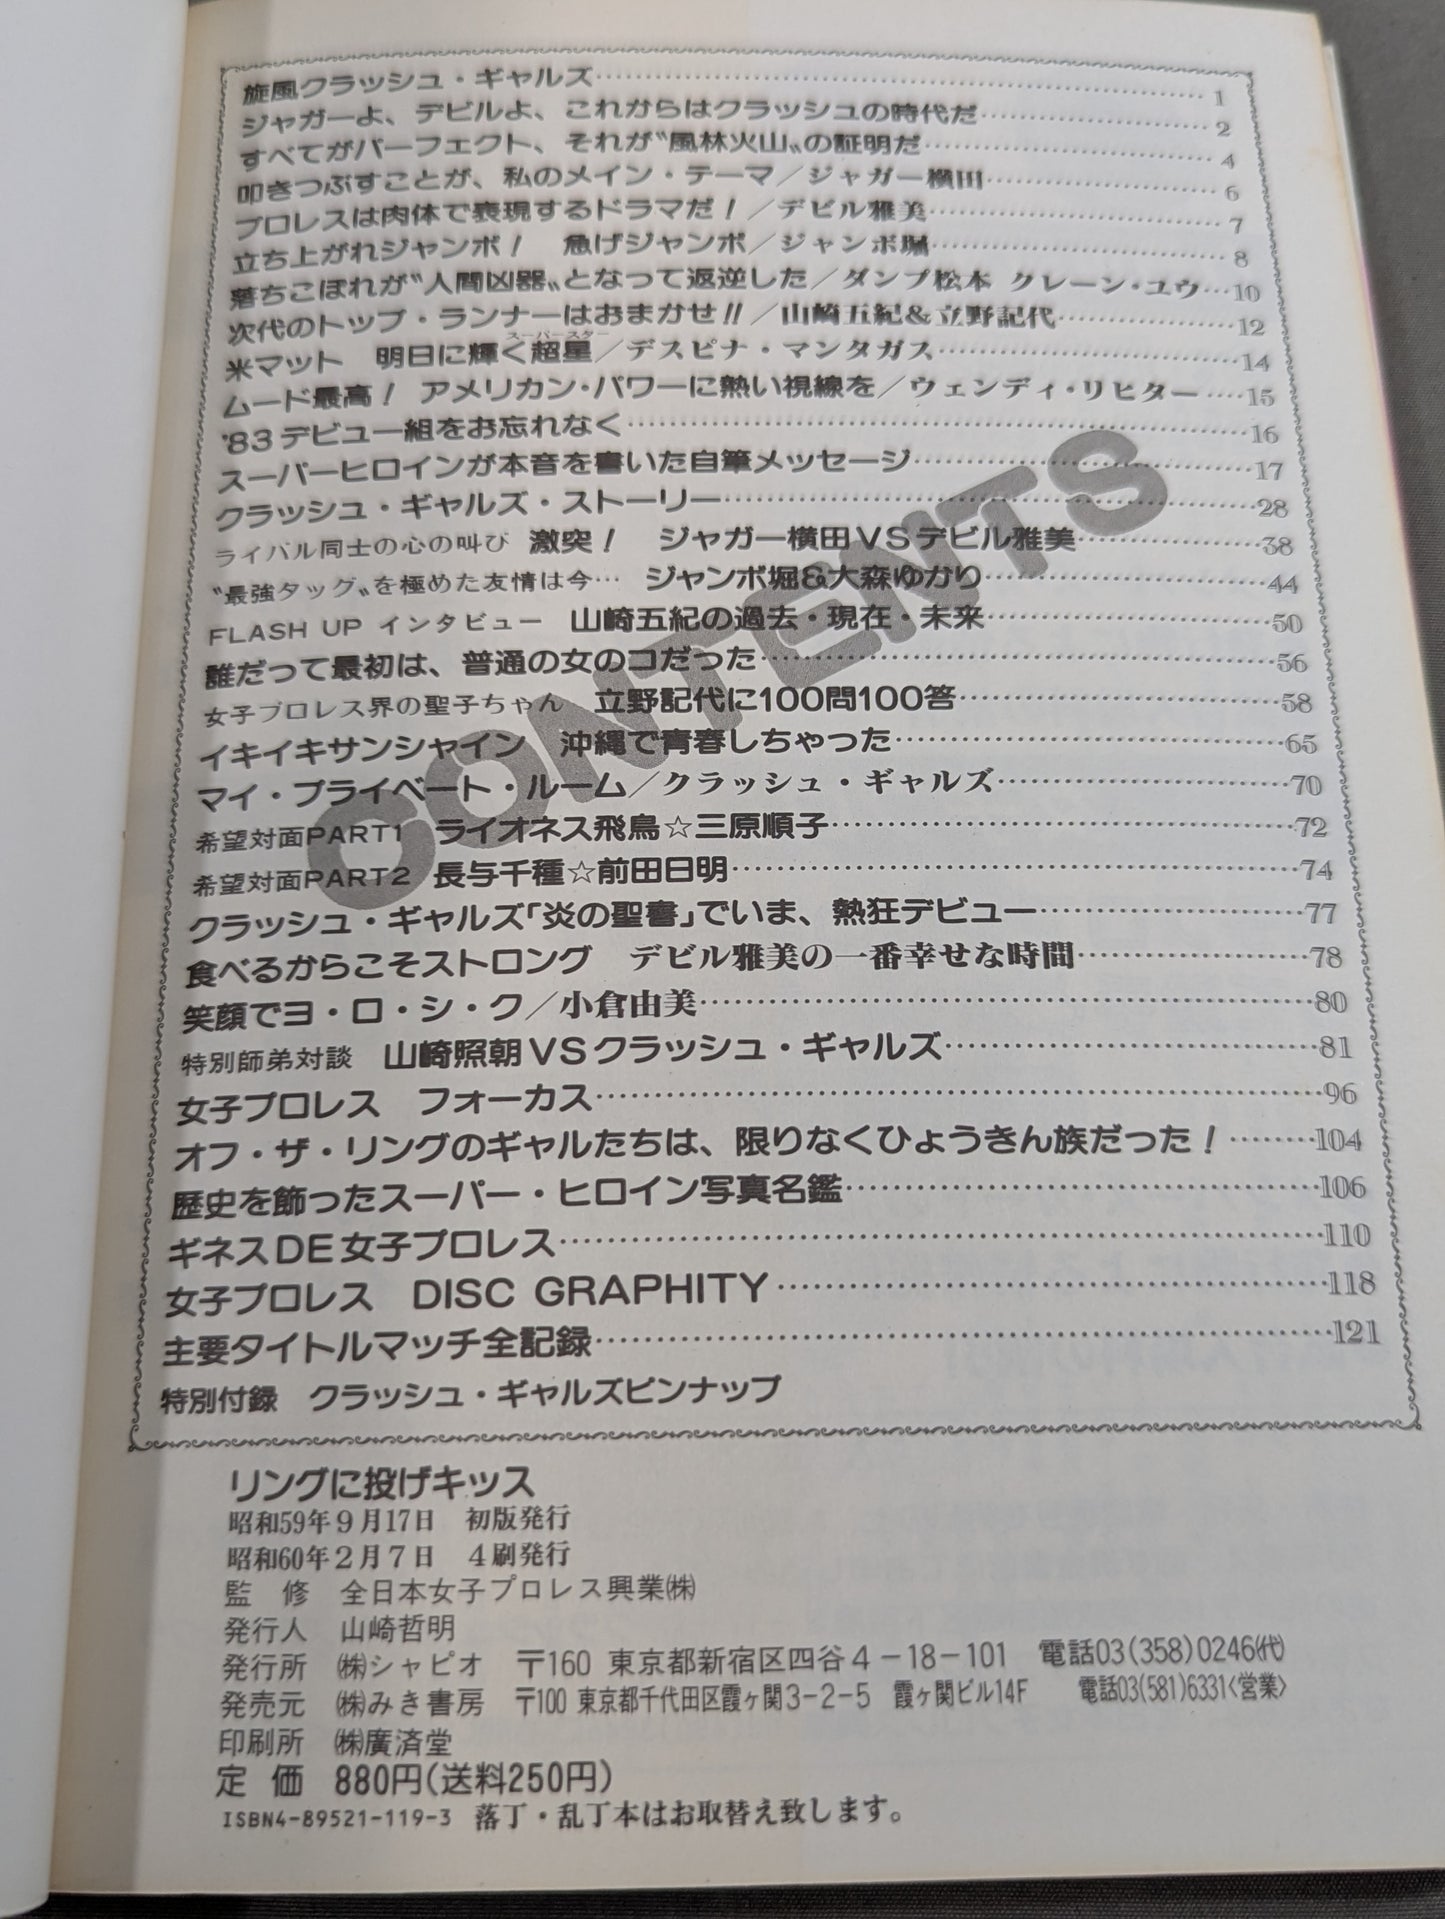 旋風クラッシュ・ギャルズ……1
ジャガーよ、デビルよ、これからはクラッシュの時代だ……2
すべてがパーフェクト、それが〝風林火山〟の証明だ……4
叩きつぶすことが、私のメイン・テーマ／ジャガー横田……6
プロレスは肉体で表現するドラマだ！／デビル雅美……7
立ち上がれジャンボ！　急げジャンボ／ジャンボ堀……8
落ちこぼれが〝人間凶器〟となって返逆した／ダンプ松本 クレーン・ユウ…10
次代のトップ・ランナーはおまかせ!!／山崎五紀&立野記代……12
スーパースター
米マット　明日に輝く超星／デスピナ・マンタガス……14
ムード最高！　アメリカン・パワーに熱い視線を／ウェンディ・リヒター……15
'83デビュー組をお忘れなく……16
スーパーヒロインが本音を書いた自筆メッセージ……17
クラッシュ・ギャルズ・ストーリー……28
ライバル同士の心の叫び 激突！　ジャガー横田VSデビル雅美……38
〝最強タッグ〟を極めた友情は今… ジャンボ堀&大森ゆかり……44
FLASH UP インタビュー 山崎五紀の過去・現在・未来……50
誰だって最初は、普通の女のコだった……56
女子プロレス界の聖子ちゃん 立野記代に100問100答……58
イキイキサンシャイン　沖縄で青春しちゃった……65
マイ・プライベート・ルーム／クラッシュ・ギャルズ……70
希望対面PART1　ライオネス飛鳥☆三原順子……72
希望対面PART2　長与千種☆前田日明……74
クラッシュ・ギャルズ「炎の聖書」でいま、熱狂デビュー……77
食べるからこそストロング　デビル雅美の一番幸せな時間……78
笑顔でヨ・ロ・シ・ク／小倉由美……80
特別師弟対談　山崎照朝VSクラッシュ・ギャルズ……81
女子プロレス　フォーカス……96
オフ・ザ・リングのギャルたちは、限りなくひょうきん族だった！……104
歴史を飾ったスーパー・ヒロイン写真名鑑……106
ギネスDE女子プロレス……110
女子プロレス　DISC GRAPHITY……118
主要タイトルマッチ全記録……121
特別付録　クラッシュ・ギャルズピンナップ
CONTENTS
リングに投げキッス
昭和59年9月17日　初版発行
昭和60年2月7日　4刷発行
監　修　全日本女子プロレス興業㈱
発行人　山崎哲明
発行所　㈱シャピオ　〒160 東京都新宿区四谷4－18－101　電話03(358)0246㈹
発売元　㈱みき書房　〒100 東京都千代田区霞ヶ関3－2－5　霞ヶ関ビル14F　電話03(581)6331〈営業〉
印刷所　㈱廣済堂
定　価　880円(送料250円)
ISBN4-89521-119-3　落丁・乱丁本はお取替え致します。